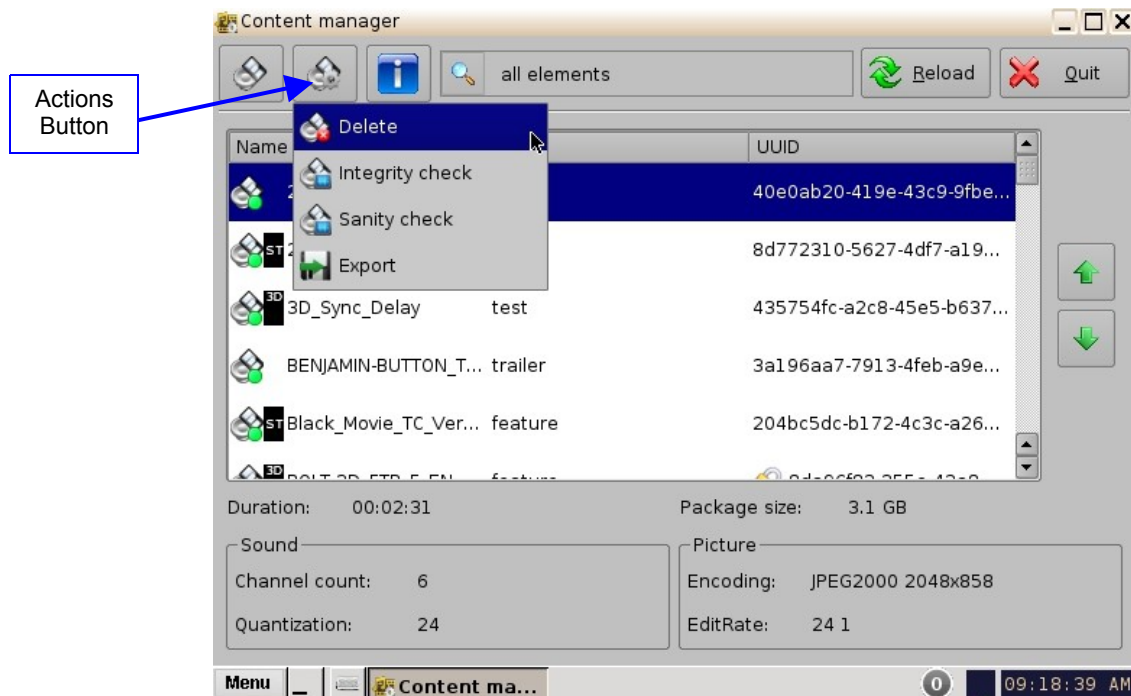 Content manager
Actions
Button
all elements
Reload
Quit
Delete
Integrity check
Sanity check
Export
Name
UUID
40e0ab20-419e-43c9-9fbe...
ST
8d772310-5627-4df7-a19...
3D
3D_Sync_Delay test 435754fc-a2c8-45e5-b637...
BENJAMIN-BUTTON_T... trailer 3a196aa7-7913-4feb-a9e...
ST Black_Movie_TC_Ver... feature 204bc5dc-b172-4c3c-a26...
3D
Duration: 00:02:31
Package size: 3.1 GB
Sound
Channel count: 6
Quantization: 24
Picture
Encoding: JPEG2000 2048x858
EditRate: 24 1
Menu
Content ma...
0
09:18:39 AM